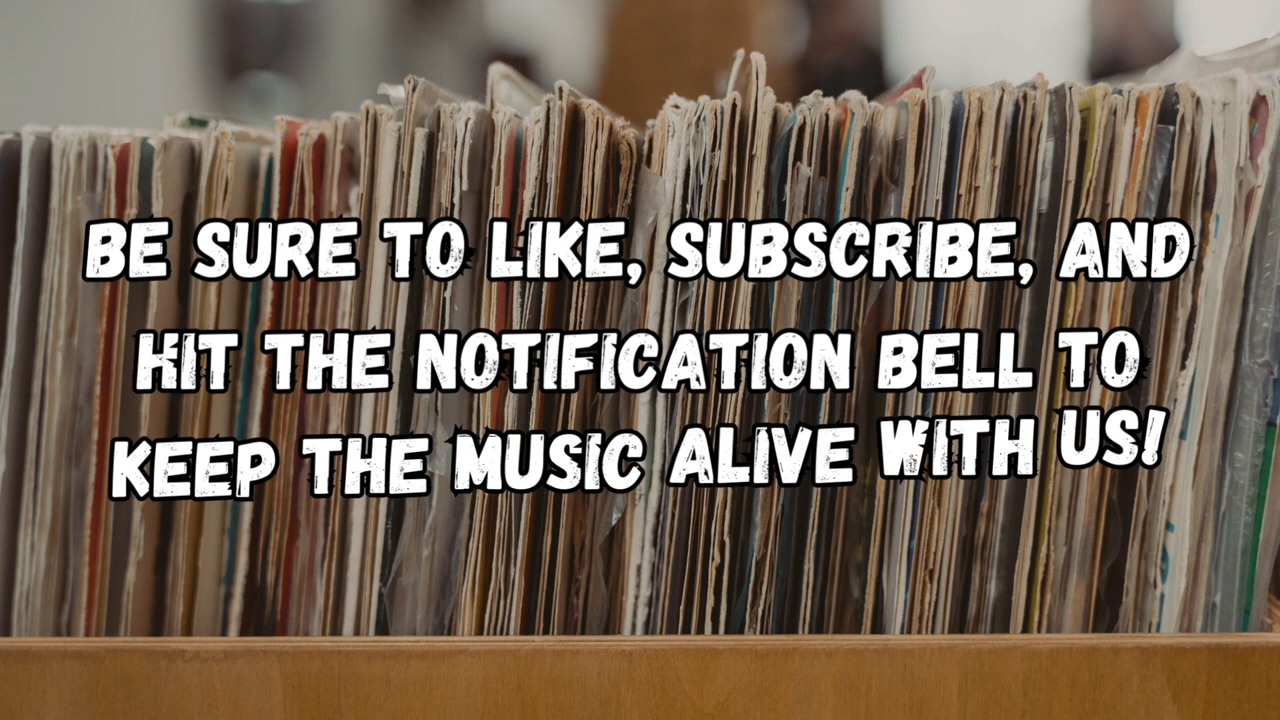 BE SURE TO LIKE, SUBSCRIBE, AND
HIT THE NOTIFICATION BELL TO
KEEP THE MUSIC ALIVE WITH US!